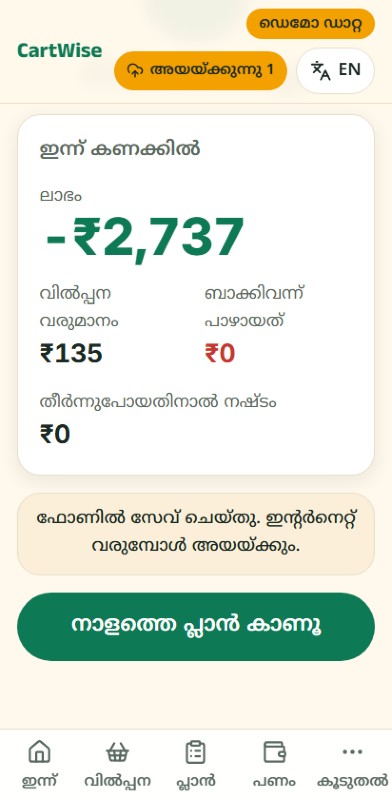 ഡെമോ ഡാറ്റ
CartWise
അയയ്ക്കുന്നു 1
EN
ഇന്ന് കണക്കിൽ
ലാഭം
-₹2,737
വിൽപ്പന
വരുമാനം
₹135
ബാക്കിവന്ന്
പാഴായത്
₹0
തീർന്നുപോയതിനാൽ നഷ്ടം
₹0
ഫോണിൽ സേവ് ചെയ്തു. ഇന്റർനെറ്റ്
വരുമ്പോൾ അയയ്ക്കും.
നാളത്തെ പ്ലാൻ കാണൂ
ഇന്ന്
വിൽപ്പന
പ്ലാൻ
പണം
കൂടുതൽ